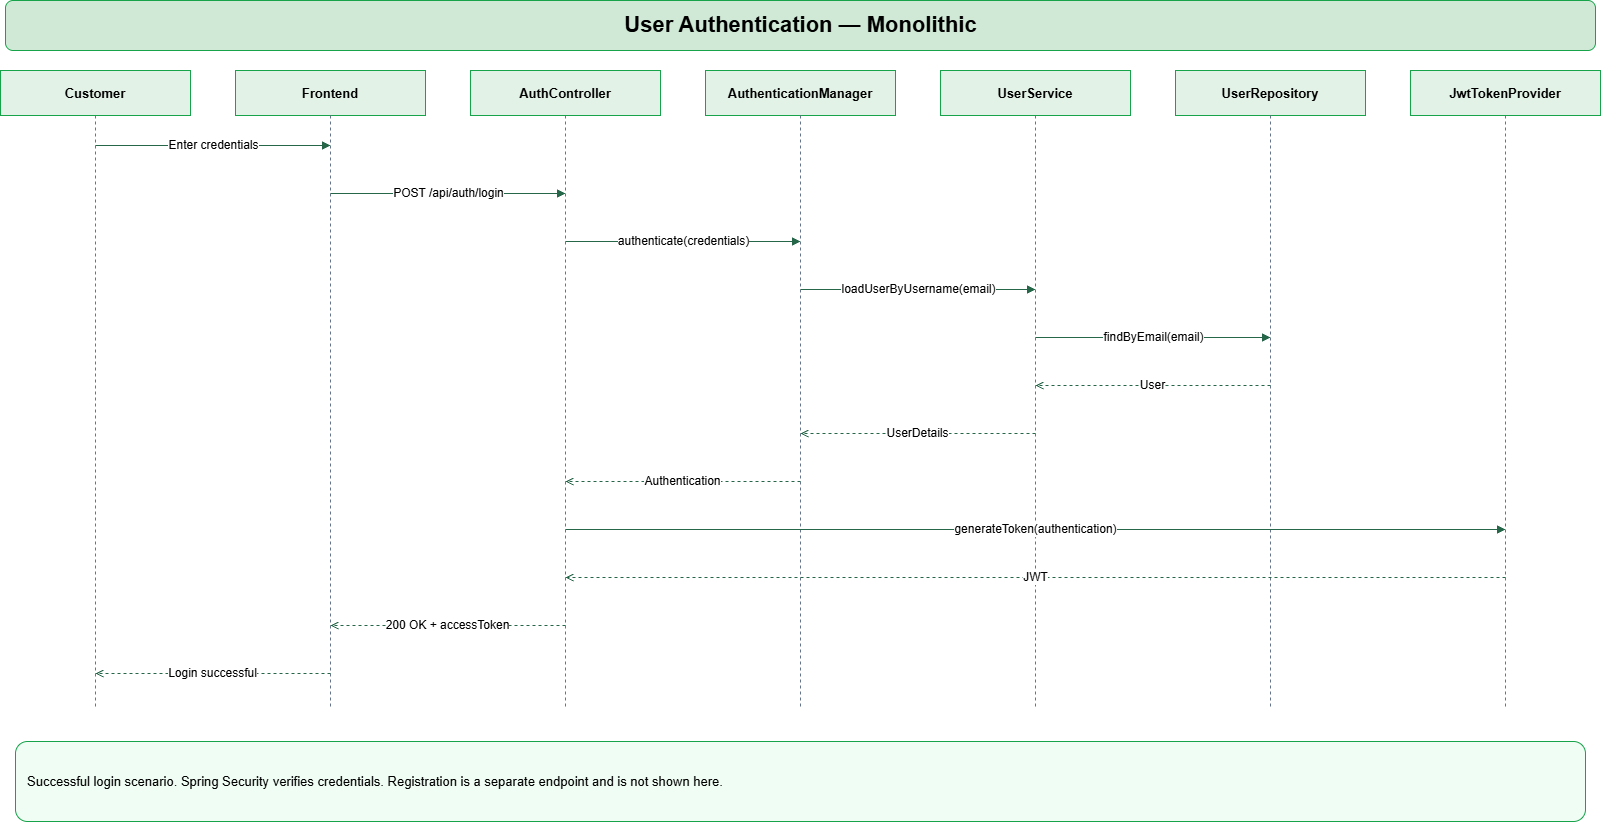 User Authentication — Monolithic
Customer
Frontend
AuthController
AuthenticationManager
UserService
UserRepository
JwtTokenProvider
Enter credentials
POST /api/auth/login
authenticate(credentials)
loadUserByUsername(email)
findByEmail(email)
User
UserDetails
Authentication
generateToken(authentication)
JWT
200 OK + accessToken
Login successful
Successful login scenario. Spring Security verifies credentials. Registration is a separate endpoint and is not shown here.